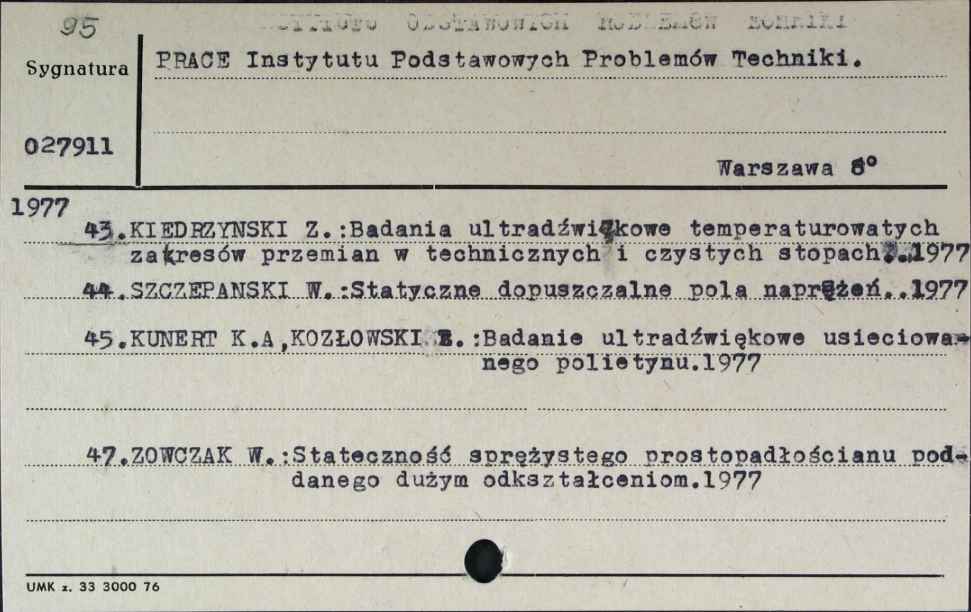 95
Sygnatura
PRACE Instytutu Podstawowych Problemów Techniki.
027911
Warszawa 8°
1977
43.KIEDRZYNSKI Z.:Badania ultradźwiękowe temperaturowatych
zakresów przemian w technicznych i czystych stopach..1977
44.SZCZEPANSKI W.:Statyczne dopuszczalne pola naprężeń..1977
45.KUNERT K.A,KOZŁOWSKI .:Badanie ultradźwiękowe usieciowa-
nego polietynu.1977
47.ZOWCZAK W.:Stateczność sprężystego prostopadłościanu pod-
danego dużym odkształceniom.1977
UMK z. 33 3000 76